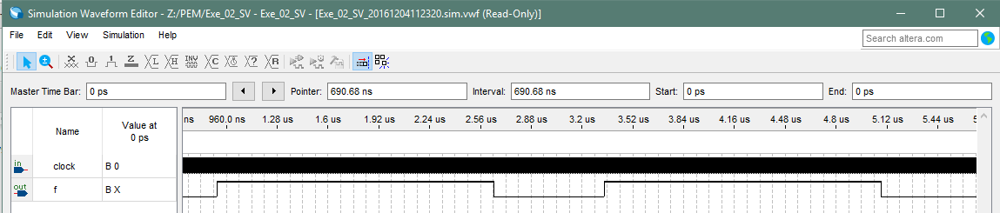 Simulation Waveform Editor - Z:/PEM/Exe_02_SV - Exe_02_SV - [Exe_02_SV_20161204112320.sim.vwf (Read-Only)]
File Edit View Simulation Help
Search altera.com
Master Time Bar: 0 ps Pointer: 690.68 ns Interval: 690.68 ns Start: 0 ps End: 0 ps
Name Value at 0 ps
ns 960.0 ns 1.28 us 1.6 us 1.92 us 2.24 us 2.56 us 2.88 us 3.2 us 3.52 us 3.84 us 4.16 us 4.48 us 4.8 us 5.12 us 5.44 us
in clock B 0
out f B X